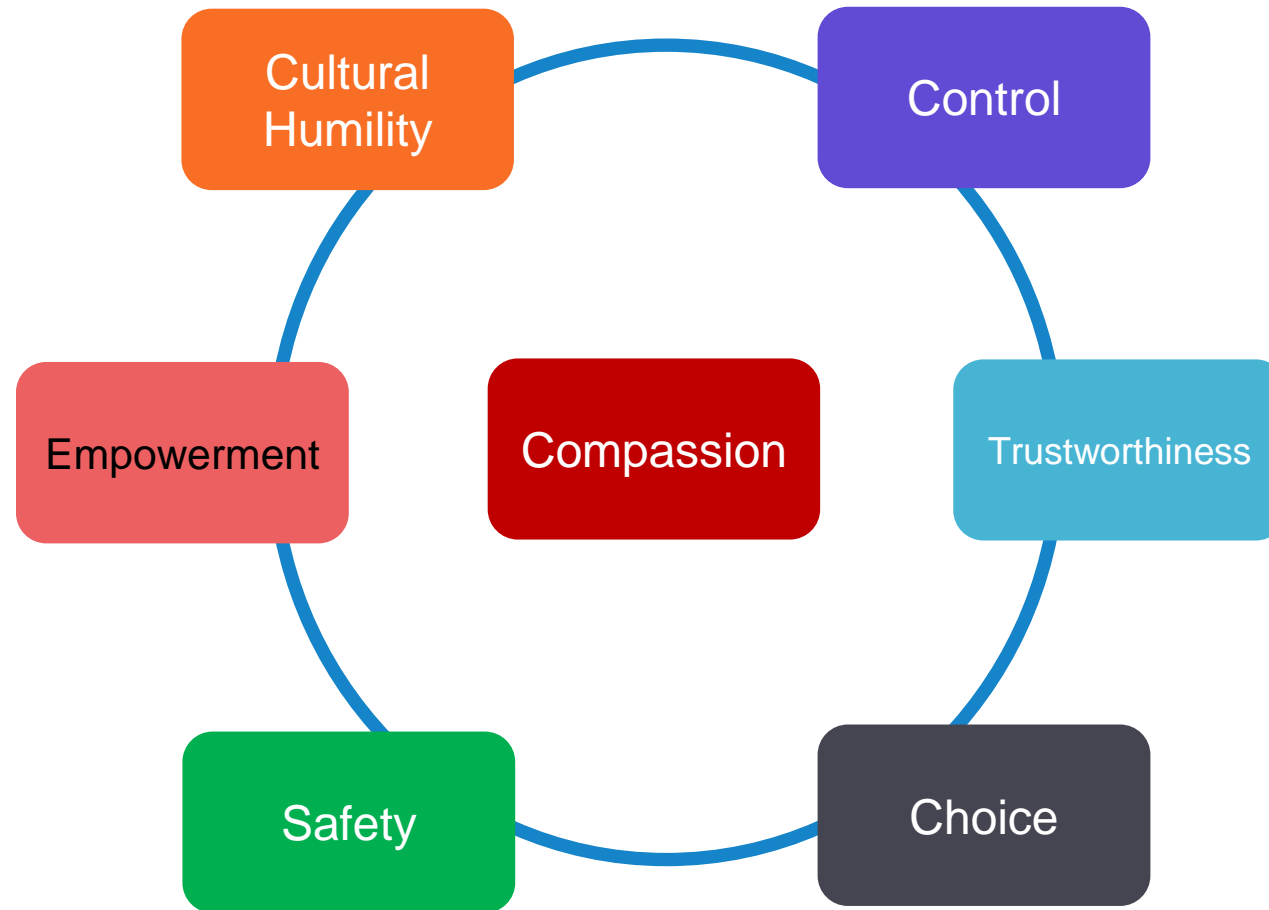 Cultural
Humility
Control
Empowerment
Compassion
Trustworthiness
Safety
Choice